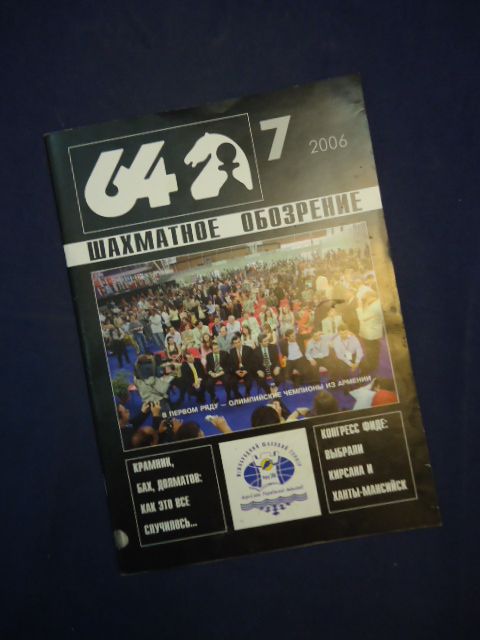 64 7 2006
ШАХМАТНОЕ ОБОЗРЕНИЕ
В ПЕРВОМ РЯДУ – ОЛИМПИЙСКИЕ ЧЕМПИОНЫ ИЗ АРМЕНИИ
КРАМНИК,
БАХ, ДОЛМАТОВ:
КАК ЭТО ВСЕ
СЛУЧИЛОСЬ...
КОНГРЕСС ФИДЕ:
ВЫБРАЛИ
КИРСАНА И
ХАНТЫ-МАНСИЙСК